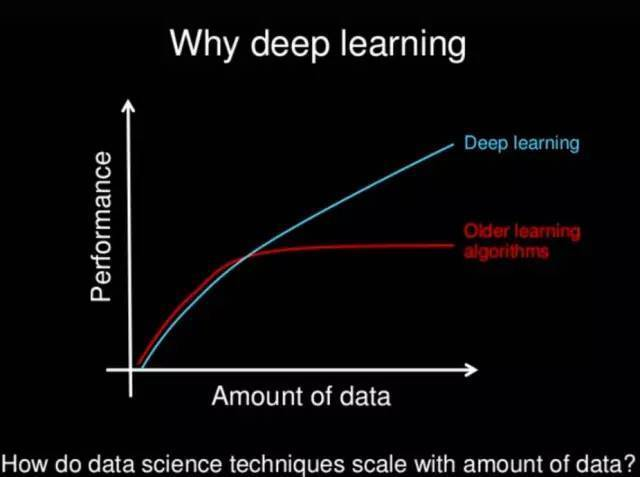 Why deep learning
Performance
Deep learning
Older learning
algorithms
Amount of data
How do data science techniques scale with amount of data?